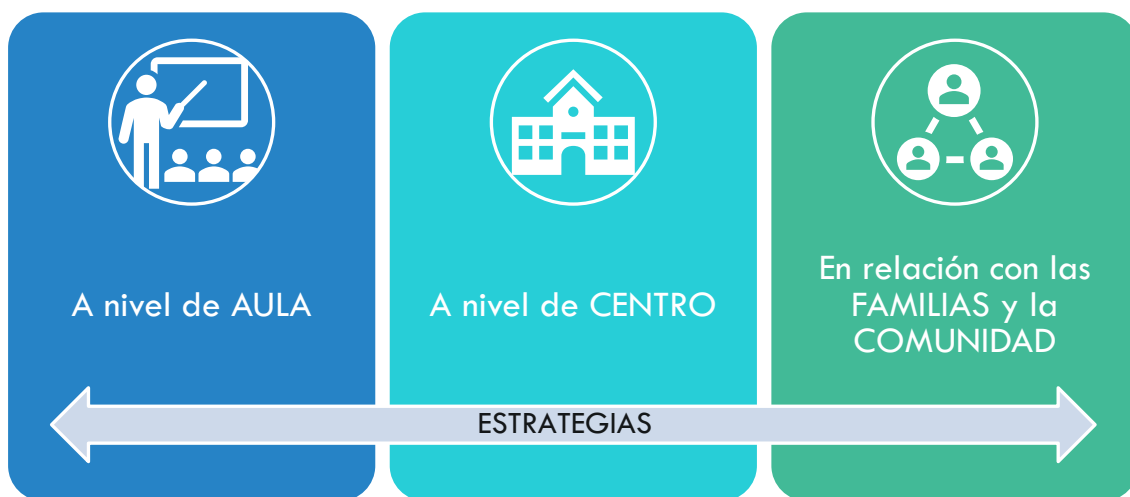 A nivel de AULA
A nivel de CENTRO
En relación con las
FAMILIAS y la
COMUNIDAD
ESTRATEGIAS